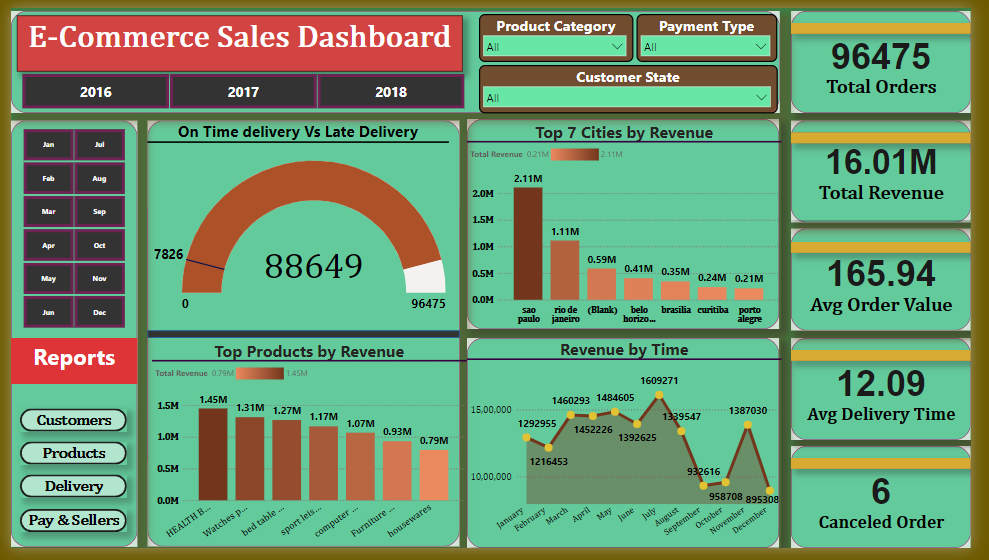 E-Commerce Sales Dashboard
2016 2017 2018
Product Category
All
Payment Type
All
Customer State
All
96475
Total Orders
16.01M
Total Revenue
165.94
Avg Order Value
12.09
Avg Delivery Time
6
Canceled Order
Jan Jul
Feb Aug
Mar Sep
Apr Oct
May Nov
Jun Dec
Reports
Customers
Products
Delivery
Pay & Sellers
On Time delivery Vs Late Delivery
7826
88649
0 96475
Top 7 Cities by Revenue
Total Revenue 0.21M 2.11M
2.0M
1.5M
1.0M
0.5M
0.0M
2.11M
1.11M
0.59M
0.41M
0.35M
0.24M
0.21M
sao paulo
rio de janeiro
(Blank)
belo horizo...
brasilia
curitiba
porto alegre
Top Products by Revenue
Total Revenue 0.79M 1.45M
1.5M
1.0M
0.5M
0.0M
1.45M
1.31M
1.27M
1.17M
1.07M
0.93M
0.79M
HEALTH B...
Watches P...
bed table ...
sport leis...
computer ...
Furniture ...
housewares
Revenue by Time
15,00,000
10,00,000
1292955
1216453
1460293
1452226
1484605
1392625
1609271
1339547
932616
958708
1387030
895308
January
February
March
April
May
June
July
August
September
October
November
December